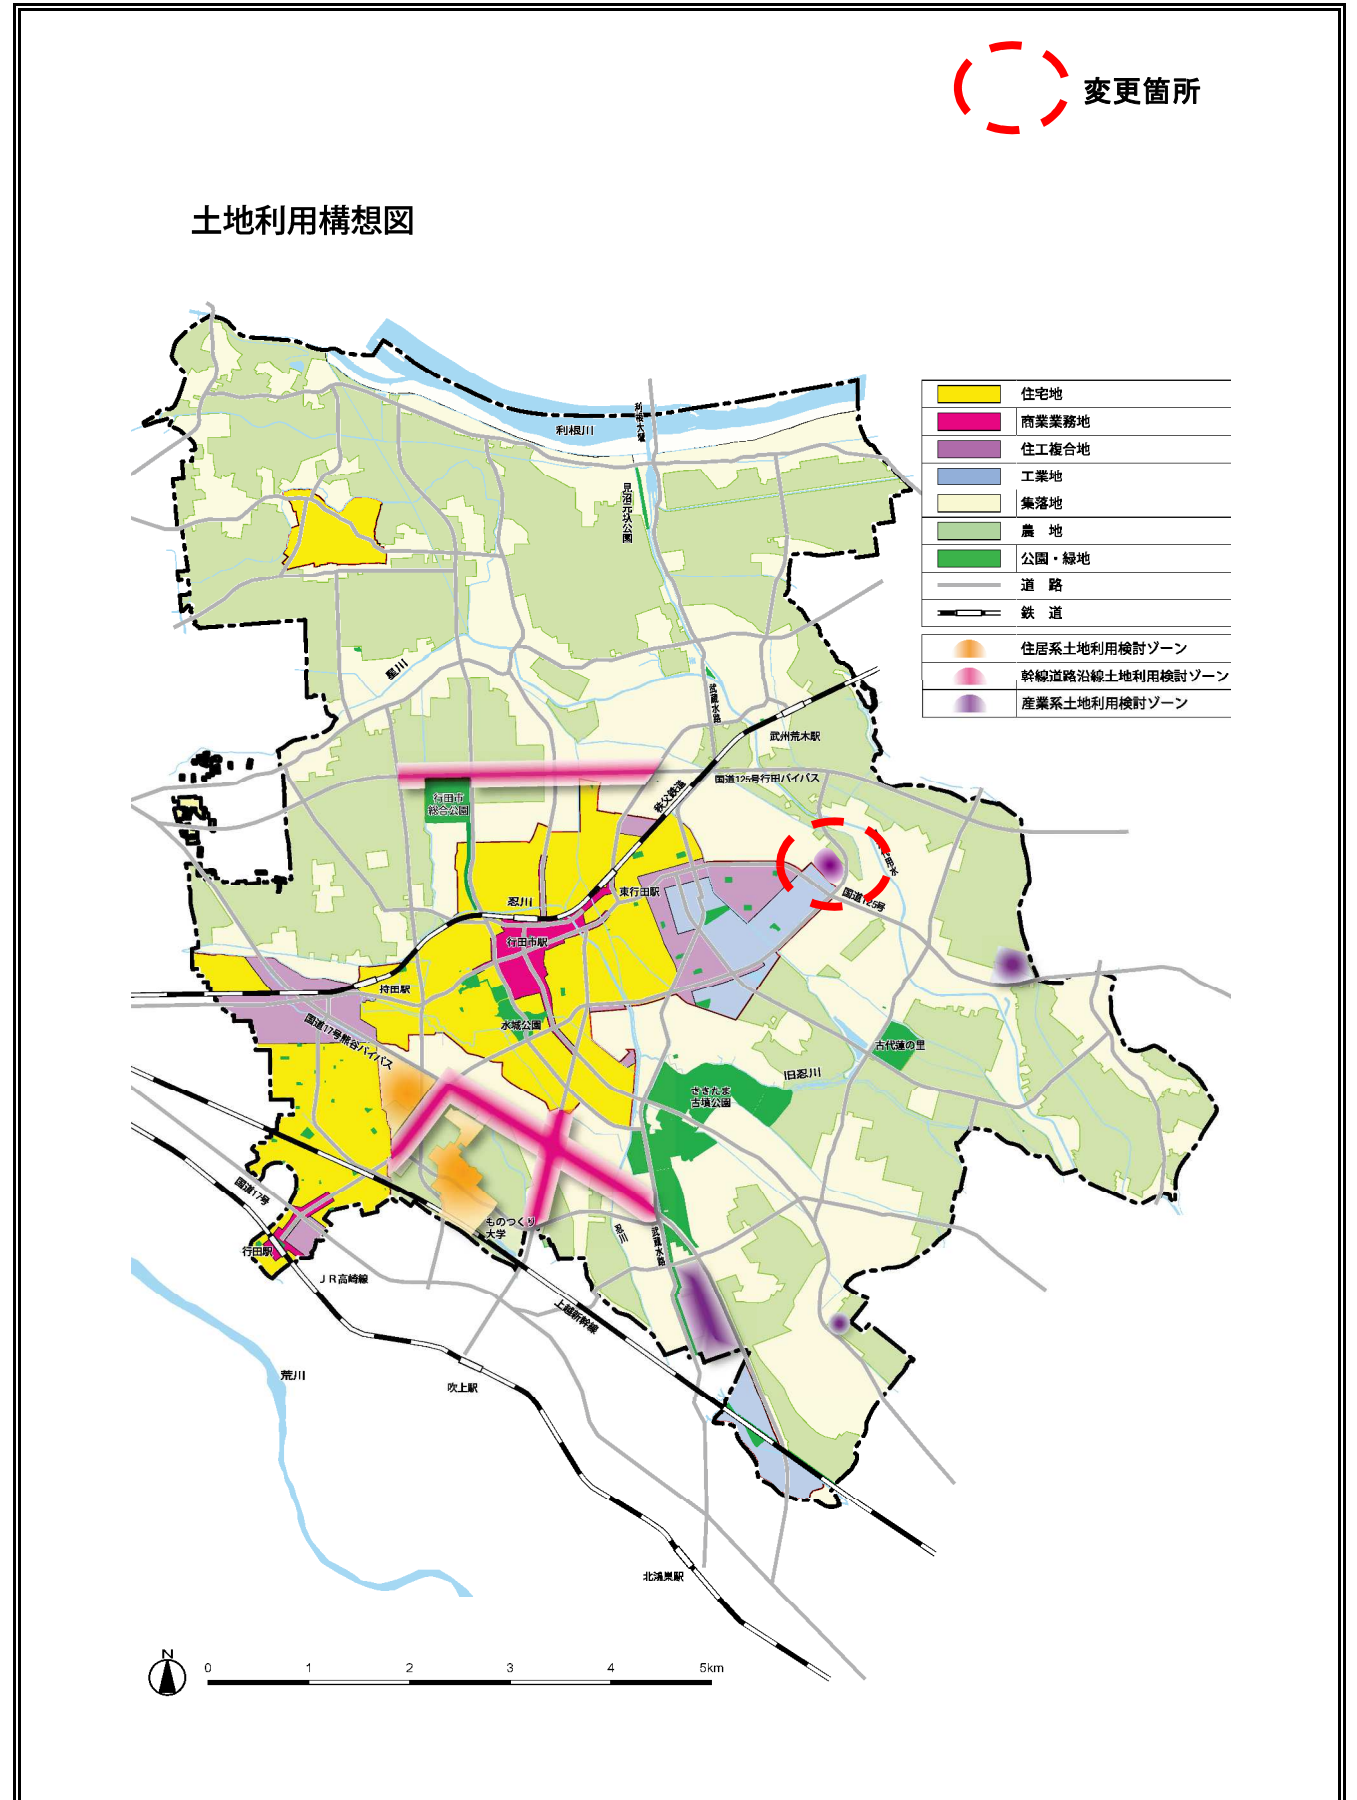 変更箇所
土地利用構想図
住宅地
商業業務地
住工複合地
工業地
集落地
農 地
公園・緑地
道 路
鉄 道
住居系土地利用検討ゾーン
幹線道路沿線土地利用検討ゾーン
産業系土地利用検討ゾーン
利根大堰
利根川
見沼元圦公園
星川
武蔵水路
武州荒木駅
国道125号行田バイパス
秩父鉄道
行田市
総合公園
東行田駅
国道125号
忍川
行田市駅
持田駅
水城公園
国道17号熊谷バイパス
古代蓮の里
旧忍川
さきたま
古墳公園
国道17号
ものつくり
大学
忍川
武蔵水路
行田駅
JR高崎線
上越新幹線
荒川
吹上駅
北鴻巣駅
N
0 1 2 3 4 5km